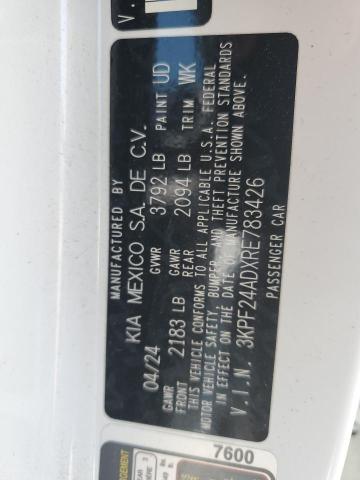 MANUFACTURED BY
KIA MEXICO S.A. DE C.V.
04/24 GVWR 3792 LB PAINT UD
GAWR FRONT 2183 LB GAWR REAR 2094 LB TRIM WK
THIS VEHICLE CONFORMS TO ALL APPLICABLE U.S.A. FEDERAL
MOTOR VEHICLE SAFETY, BUMPER, AND THEFT PREVENTION STANDARDS
IN EFFECT ON THE DATE OF MANUFACTURE SHOWN ABOVE.
V.I.N. 3KPF24ADXRE783426
PASSENGER CAR
7600